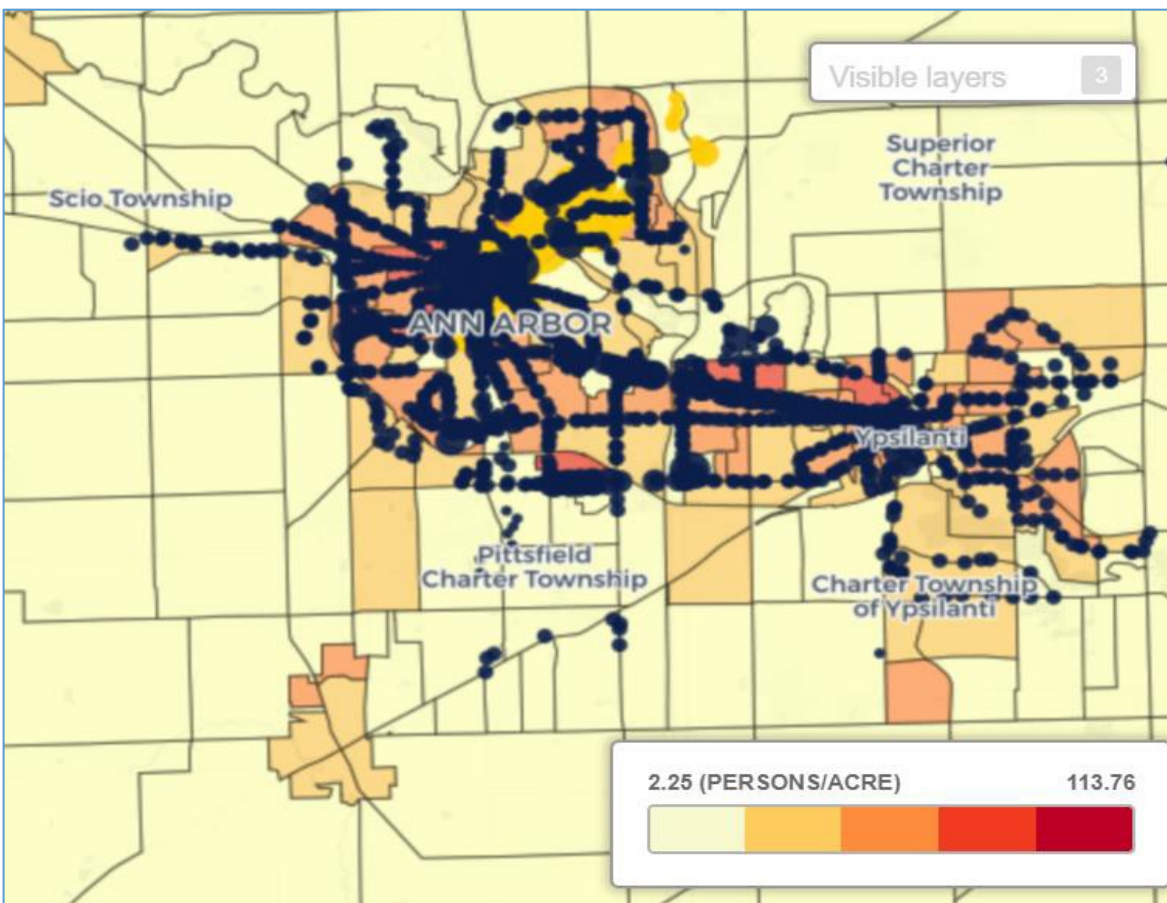 Visible layers 3
Superior
Charter
Township
Scio Township
ANN ARBOR
Ypsilanti
Pittsfield
Charter Township
Charter Township
of Ypsilanti
2.25 (PERSONS/ACRE) 113.76